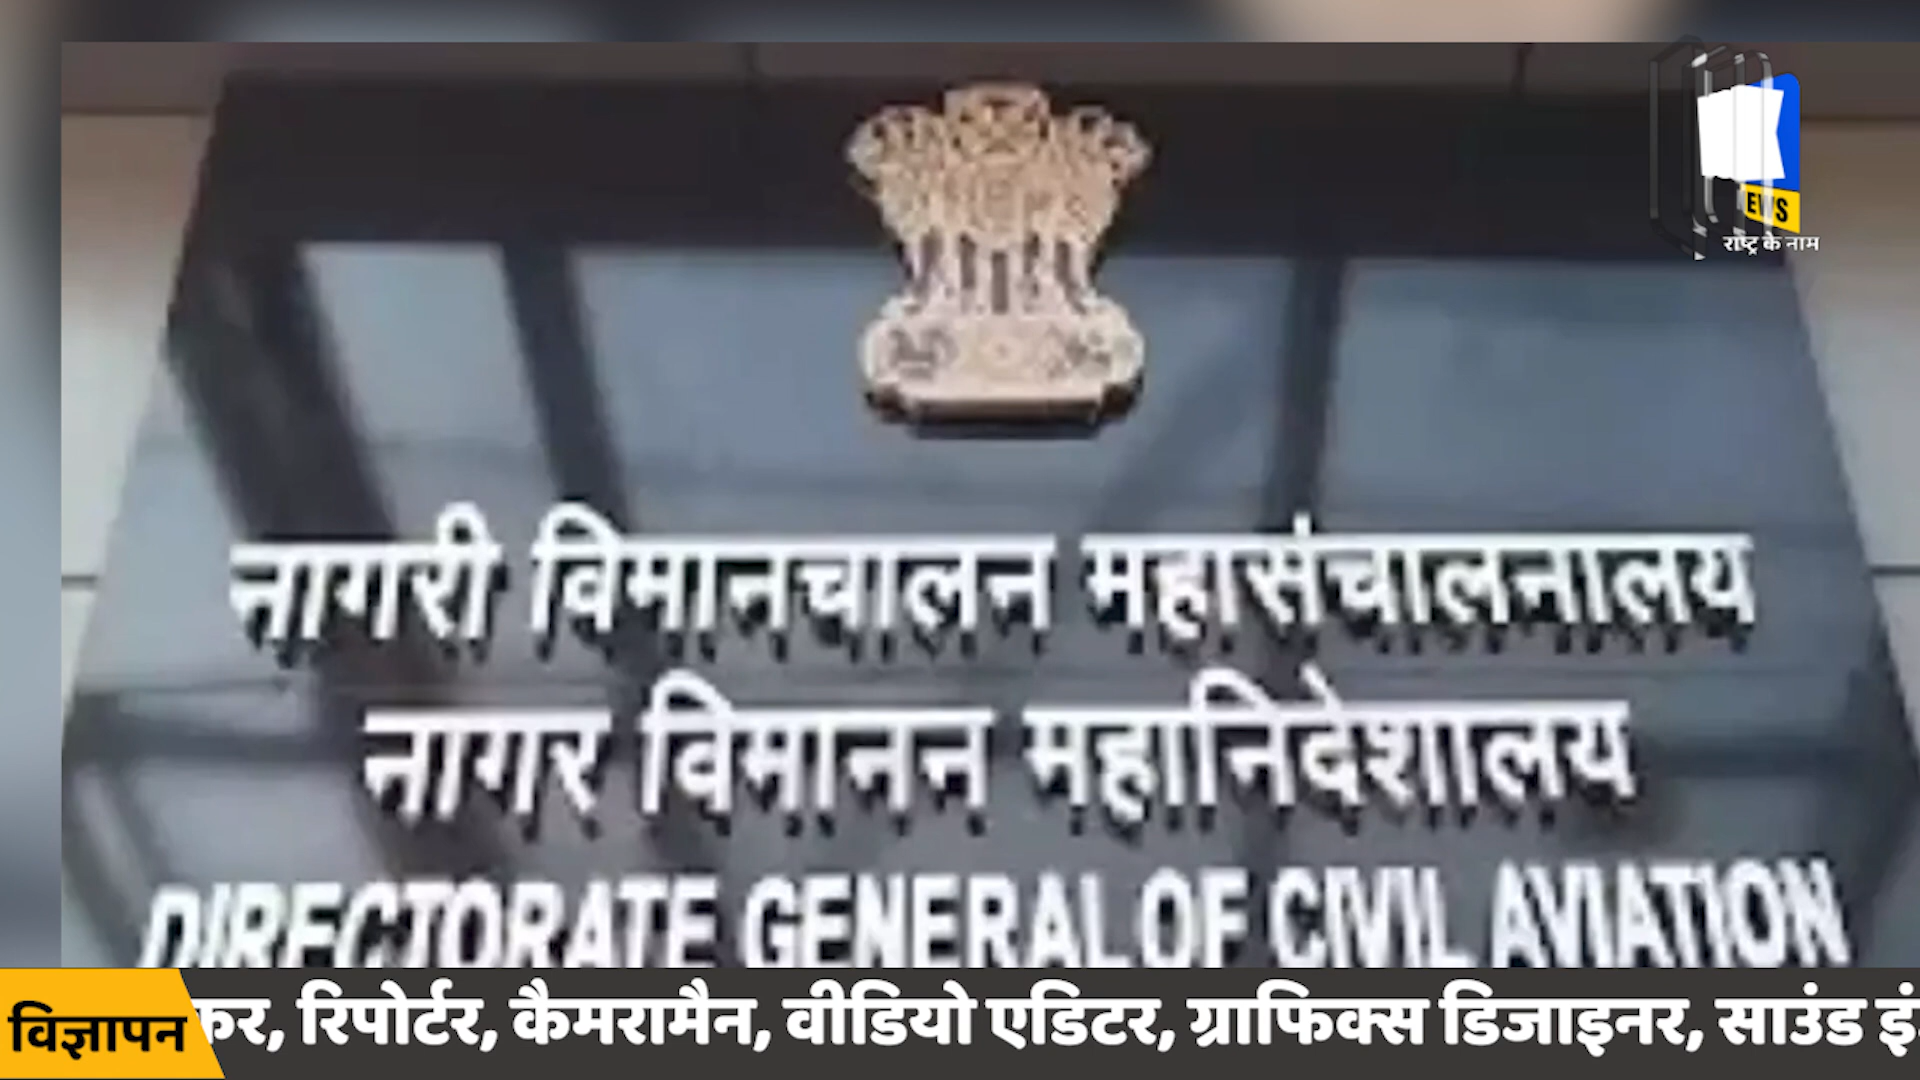 EWS
राष्ट्र के नाम
नागरी विमानचालन महासंचालनालय
नागर विमानन महानिदेशालय
DIRECTORATE GENERAL OF CIVIL AVIATION
विज्ञापन
कर, रिपोर्टर, कैमरामैन, वीडियो एडिटर, ग्राफिक्स डिजाइनर, साउंड